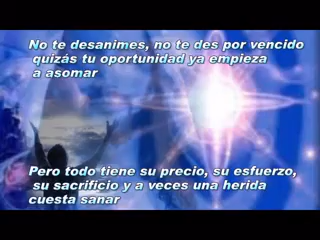 No te desanimes, no te des por vencido
quizás tu oportunidad ya empieza
a asomar
Pero todo tiene su precio, su esfuerzo,
su sacrificio y a veces una herida
cuesta sanar